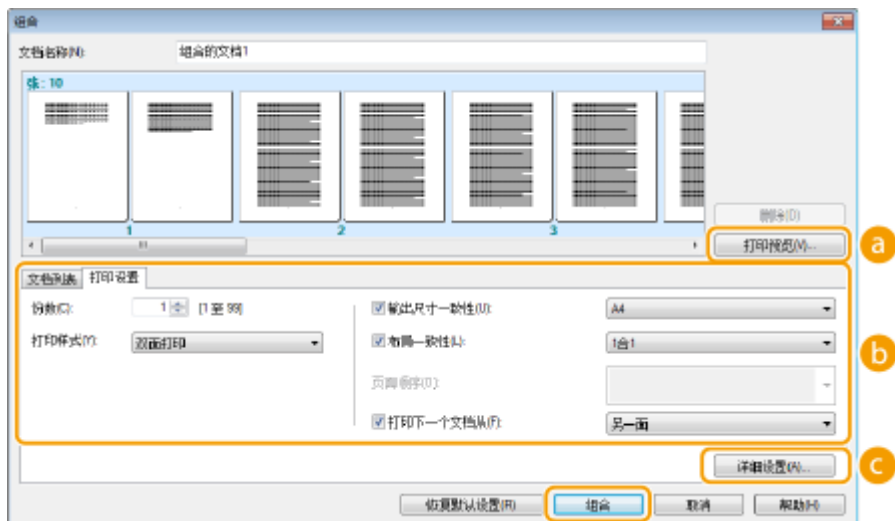 组合
文档名称(N): 组合的文档1
张: 10
1 2 3
删除(D)
打印预览(V)... a
文档列表 打印设置
份数(C): 1 [1 至 99] 输出尺寸一致性(U): A4
打印样式(Y): 双面打印 布局一致性(L): 1合1
b
页面顺序(O):
打印下一个文档从(F): 另一面
详细设置(A)... c
恢复默认设置(R) 组合 取消 帮助(H)